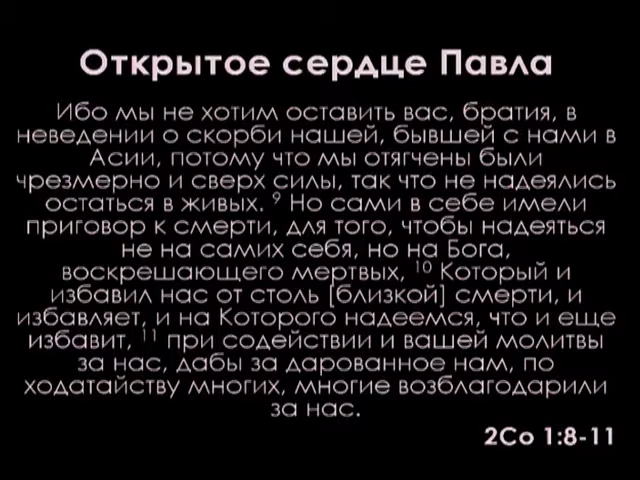 Открытое сердце Павла
Ибо мы не хотим оставить вас, братия, в
неведении о скорби нашей, бывшей с нами в
Асии, потому что мы отягчены были
чрезмерно и сверх силы, так что не надеялись
остаться в живых. ⁹ Но сами в себе имели
приговор к смерти, для того, чтобы надеяться
не на самих себя, но на Бога,
воскрешающего мертвых, ¹⁰ Который и
избавил нас от столь [близкой] смерти, и
избавляет, и на Которого надеемся, что и еще
избавит, ¹¹ при содействии и вашей молитвы
за нас, дабы за дарованное нам, по
ходатайству многих, многие возблагодарили
за нас.
2Co 1:8-11